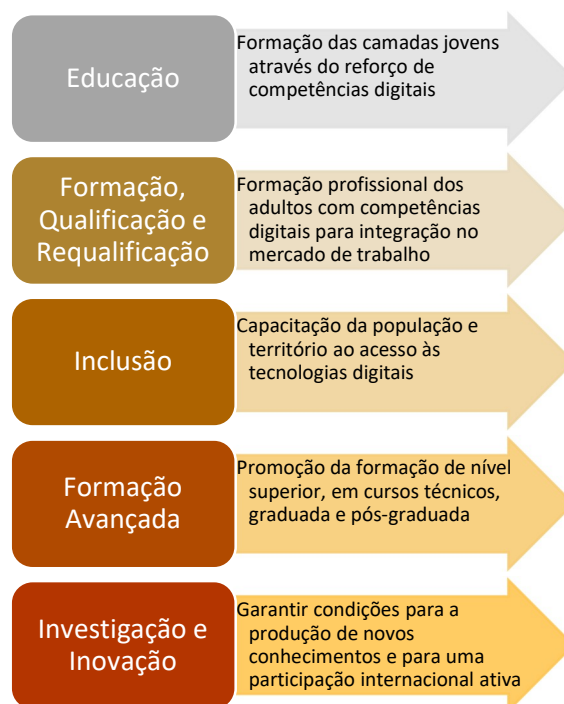 Educação
Formação das camadas jovens
através do reforço de
competências digitais
Formação,
Qualificação e
Requalificação
Formação profissional dos
adultos com competências
digitais para integração no
mercado de trabalho
Inclusão
Capacitação da população e
território ao acesso às
tecnologias digitais
Formação
Avançada
Promoção da formação de nível
superior, em cursos técnicos,
graduada e pós-graduada
Investigação e
Inovação
Garantir condições para a
produção de novos
conhecimentos e para uma
participação internacional ativa